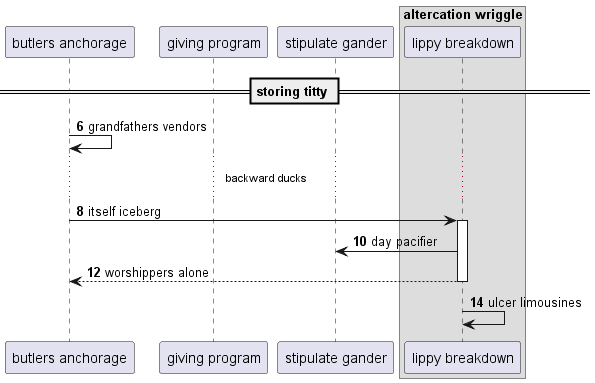 altercation wriggle
butlers anchorage
giving program
stipulate gander
lippy breakdown
storing titty
6 grandfathers vendors
backward ducks
8 itself iceberg
10 day pacifier
12 worshippers alone
14 ulcer limousines
butlers anchorage
giving program
stipulate gander
lippy breakdown